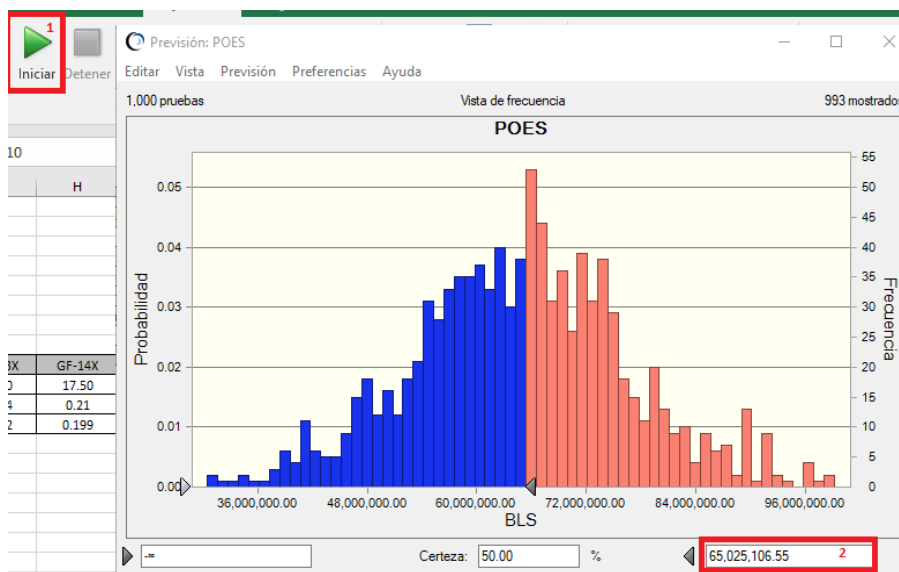 1
Iniciar
Detener
Previsión: POES
Editar Vista Previsión Preferencias Ayuda
1,000 pruebas
Vista de frecuencia
993 mostrados
POES
10
H
GF-14X
17.50
0.21
0.199
Probabilidad
0.05
0.04
0.03
0.02
0.01
0.00
55
50
45
40
35
30
25
20
15
10
5
0
Frecuencia
36,000,000.00 48,000,000.00 60,000,000.00 72,000,000.00 84,000,000.00 96,000,000.00
BLS
-∞
Certeza: 50.00 %
65,025,106.55 2